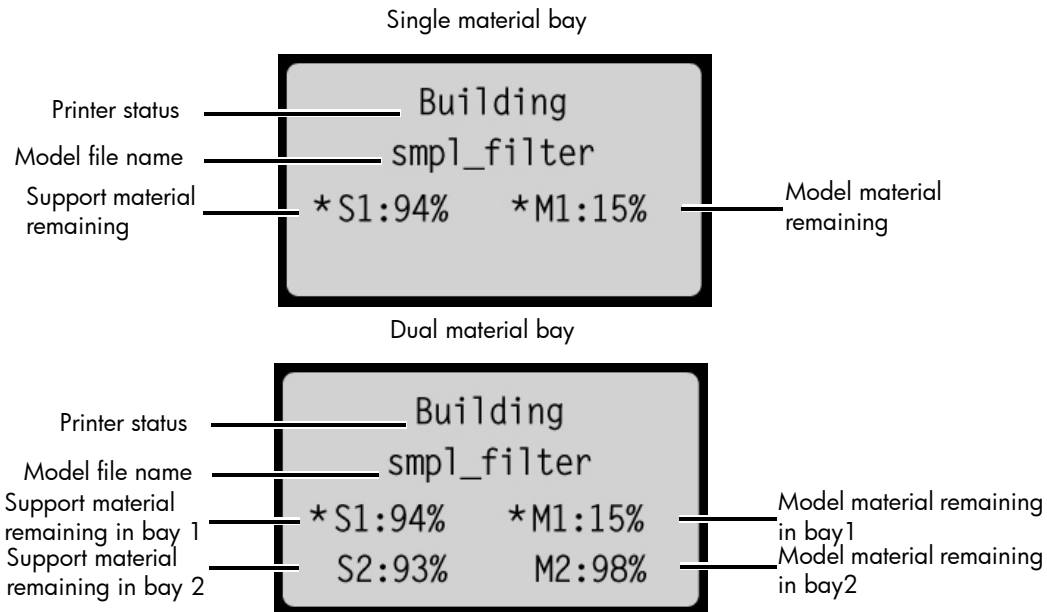 Single material bay
Printer status
Building
Model file name
smpl_filter
Support material
remaining
*S1:94% *M1:15%
Model material
remaining
Dual material bay
Printer status
Building
Model file name
smpl_filter
Support material
remaining in bay 1
*S1:94% *M1:15%
Model material remaining
in bay1
Support material
remaining in bay 2
S2:93% M2:98%
Model material remaining
in bay2